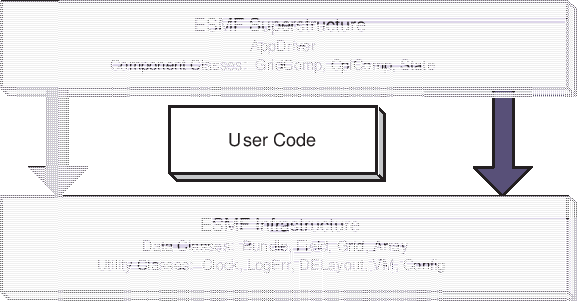 ESMF Superstructure
AppDriver
Component Classes: GridComp, CplComp, State
User Code
ESMF Infrastructure
Data Classes: Bundle, Field, Grid, Array
Utility Classes: Clock, LogErr, DELayout, VM, Config